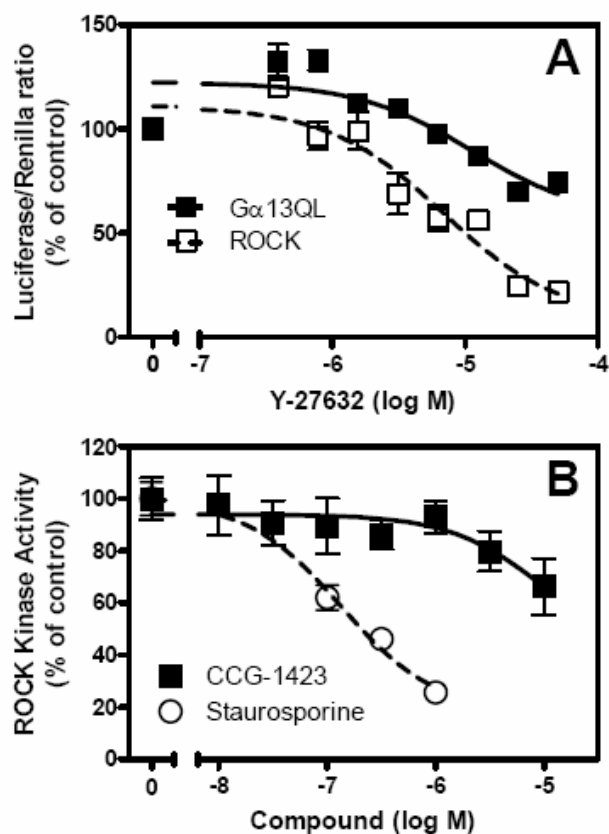 A
150
100
50
0
Luciferase/Renilla ratio
(% of control)
Gα13QL
ROCK
0 -7 -6 -5 -4
Y-27632 (log M)
B
120
100
80
60
40
20
0
ROCK Kinase Activity
(% of control)
CCG-1423
Staurosporine
0 -8 -7 -6 -5
Compound (log M)